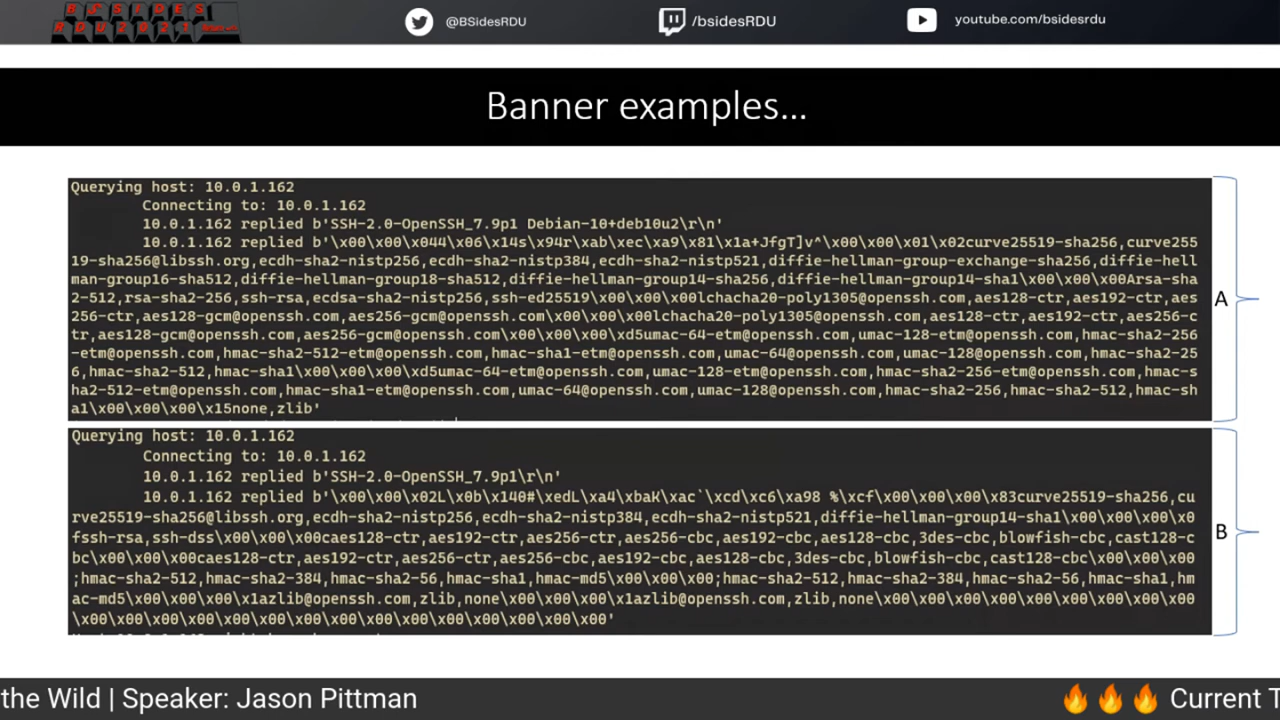 BSIDES
RDU2021
@BSidesRDU
/bsidesRDU
youtube.com/bsidesrdu
Banner examples...
Querying host: 10.0.1.162
Connecting to: 10.0.1.162
10.0.1.162 replied b'SSH-2.0-OpenSSH_7.9p1 Debian-10+deb10u2\r\n'
10.0.1.162 replied b'\x00\x00\x044\x06\x14s\x94r\xab\xec\xa9\x81\x1a+JfgT]v^\x00\x00\x01\x02curve25519-sha256,curve255
19-sha256@libssh.org,ecdh-sha2-nistp256,ecdh-sha2-nistp384,ecdh-sha2-nistp521,diffie-hellman-group-exchange-sha256,diffie-hell
man-group16-sha512,diffie-hellman-group18-sha512,diffie-hellman-group14-sha256,diffie-hellman-group14-sha1\x00\x00\x00Arsa-sha
2-512,rsa-sha2-256,ssh-rsa,ecdsa-sha2-nistp256,ssh-ed25519\x00\x00\x00lchacha20-poly1305@openssh.com,aes128-ctr,aes192-ctr,aes
256-ctr,aes128-gcm@openssh.com,aes256-gcm@openssh.com\x00\x00\x00lchacha20-poly1305@openssh.com,aes128-ctr,aes192-ctr,aes256-c
tr,aes128-gcm@openssh.com,aes256-gcm@openssh.com\x00\x00\x00\xd5umac-64-etm@openssh.com,umac-128-etm@openssh.com,hmac-sha2-256
-etm@openssh.com,hmac-sha2-512-etm@openssh.com,hmac-sha1-etm@openssh.com,umac-64@openssh.com,umac-128@openssh.com,hmac-sha2-25
6,hmac-sha2-512,hmac-sha1\x00\x00\x00\xd5umac-64-etm@openssh.com,umac-128-etm@openssh.com,hmac-sha2-256-etm@openssh.com,hmac-s
ha2-512-etm@openssh.com,hmac-sha1-etm@openssh.com,umac-64@openssh.com,umac-128@openssh.com,hmac-sha2-256,hmac-sha2-512,hmac-sh
a1\x00\x00\x00\x15none,zlib'
A
Querying host: 10.0.1.162
Connecting to: 10.0.1.162
10.0.1.162 replied b'SSH-2.0-OpenSSH_7.9p1\r\n'
10.0.1.162 replied b'\x00\x00\x02L\x0b\x140#\xedL\xa4\xbaK\xac`\xcd\xc6\xa98 %\xcf\x00\x00\x00\x83curve25519-sha256,cu
rve25519-sha256@libssh.org,ecdh-sha2-nistp256,ecdh-sha2-nistp384,ecdh-sha2-nistp521,diffie-hellman-group14-sha1\x00\x00\x00\x0
fssh-rsa,ssh-dss\x00\x00\x00caes128-ctr,aes192-ctr,aes256-ctr,aes256-cbc,aes192-cbc,aes128-cbc,3des-cbc,blowfish-cbc,cast128-c
bc\x00\x00\x00caes128-ctr,aes192-ctr,aes256-ctr,aes256-cbc,aes192-cbc,aes128-cbc,3des-cbc,blowfish-cbc,cast128-cbc\x00\x00\x00
;hmac-sha2-512,hmac-sha2-384,hmac-sha2-56,hmac-sha1,hmac-md5\x00\x00\x00;hmac-sha2-512,hmac-sha2-384,hmac-sha2-56,hmac-sha1,hm
ac-md5\x00\x00\x00\x1azlib@openssh.com,zlib,none\x00\x00\x00\x1azlib@openssh.com,zlib,none\x00\x00\x00\x00\x00\x00\x00\x00\x00
\x00\x00\x00\x00\x00\x00\x00\x00\x00\x00\x00\x00\x00'
B
the Wild | Speaker: Jason Pittman
🔥🔥🔥 Current T